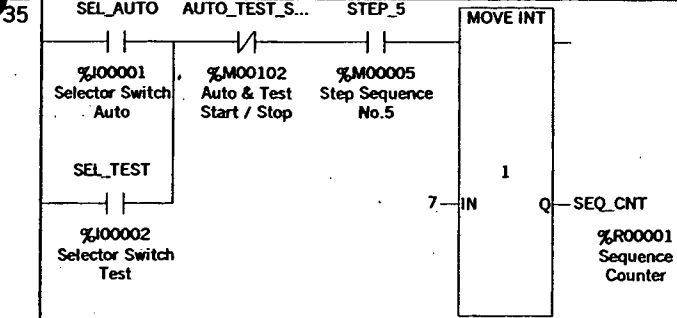 35
SEL_AUTO AUTO_TEST_S... STEP_5 MOVE INT
%I00001 %M00102 %M00005
Selector Switch Auto & Test Step Sequence
Auto Start / Stop No.5
SEL_TEST
1
7 IN Q SEQ_CNT
%I00002 %R00001
Selector Switch Sequence
Test Counter